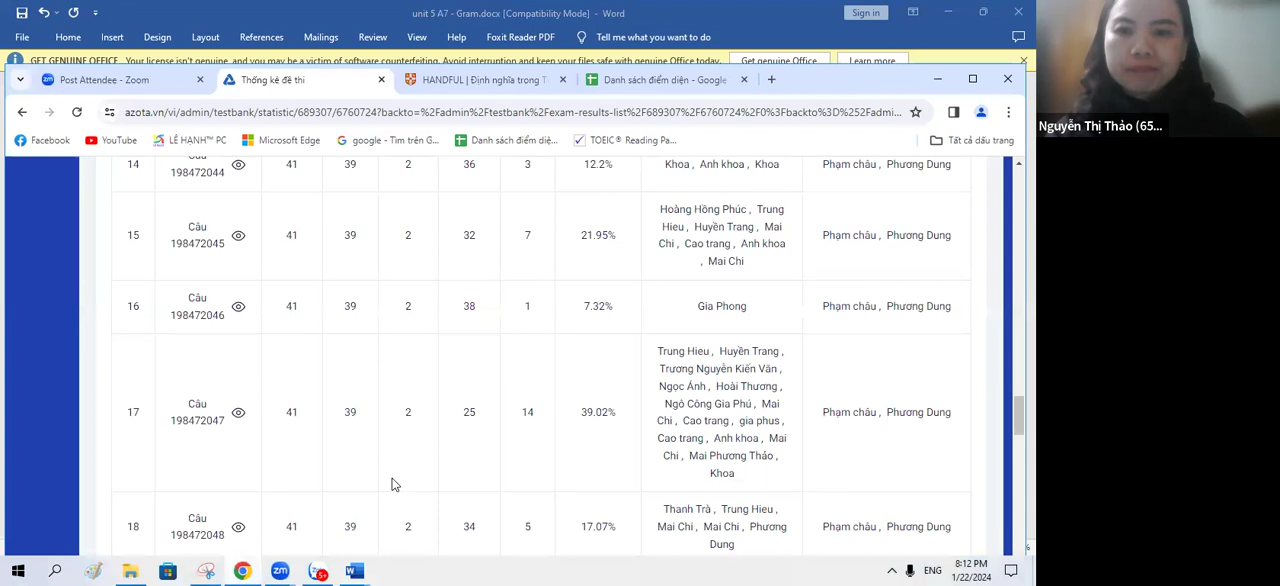 unit 5 A7 - Gram.docx [Compatibility Mode] - Word
Sign in
File Home Insert Design Layout References Mailings Review View Help Foxit Reader PDF Tell me what you want to do
GET GENUINE OFFICE Your license isn't genuine, and you may be a victim of counterfeiting. Avoid interruption and keep your files safe with genuine Office today. Get genuine Office Learn more
Post Attendee - Zoom
Thống kê đề thi
HANDFUL | Định nghĩa trong T
Danh sách điểm diện - Google
azota.vn/vi/admin/testbank/statistic/689307/6760724?backto=%2Fadmin%2Ftestbank%2Fexam-results-list%2F689307%2F6760724%2F0%3Fbackto%3D%252Fadmi...
Facebook YouTube LÊ HẠNH™ PC Microsoft Edge google - Tìm trên G... Danh sách điểm diệ... TOEIC® Reading Pa... Tất cả dấu trang
14 198472044 41 39 2 36 3 12.2% Khoa , Anh khoa , Khoa Phạm châu , Phương Dung
15 Câu 198472045 41 39 2 32 7 21.95% Hoàng Hồng Phúc , Trung
Hieu , Huyền Trang , Mai
Chi , Cao trang , Anh khoa
, Mai Chi
Phạm châu , Phương Dung
16 Câu 198472046 41 39 2 38 1 7.32% Gia Phong Phạm châu , Phương Dung
17 Câu 198472047 41 39 2 25 14 39.02% Trung Hieu , Huyền Trang ,
Trương Nguyễn Kiến Văn ,
Ngọc Ánh , Hoài Thương ,
Ngô Công Gia Phú , Mai
Chi , Cao trang , gia phus ,
Cao trang , Anh khoa , Mai
Chi , Mai Phương Thảo ,
Khoa
Phạm châu , Phương Dung
18 Câu 198472048 41 39 2 34 5 17.07% Thanh Trà , Trung Hieu ,
Mai Chi , Mai Chi , Phương
Dung
Phạm châu , Phương Dung
Nguyễn Thị Thảo (65...
ENG
8:12 PM
1/22/2024